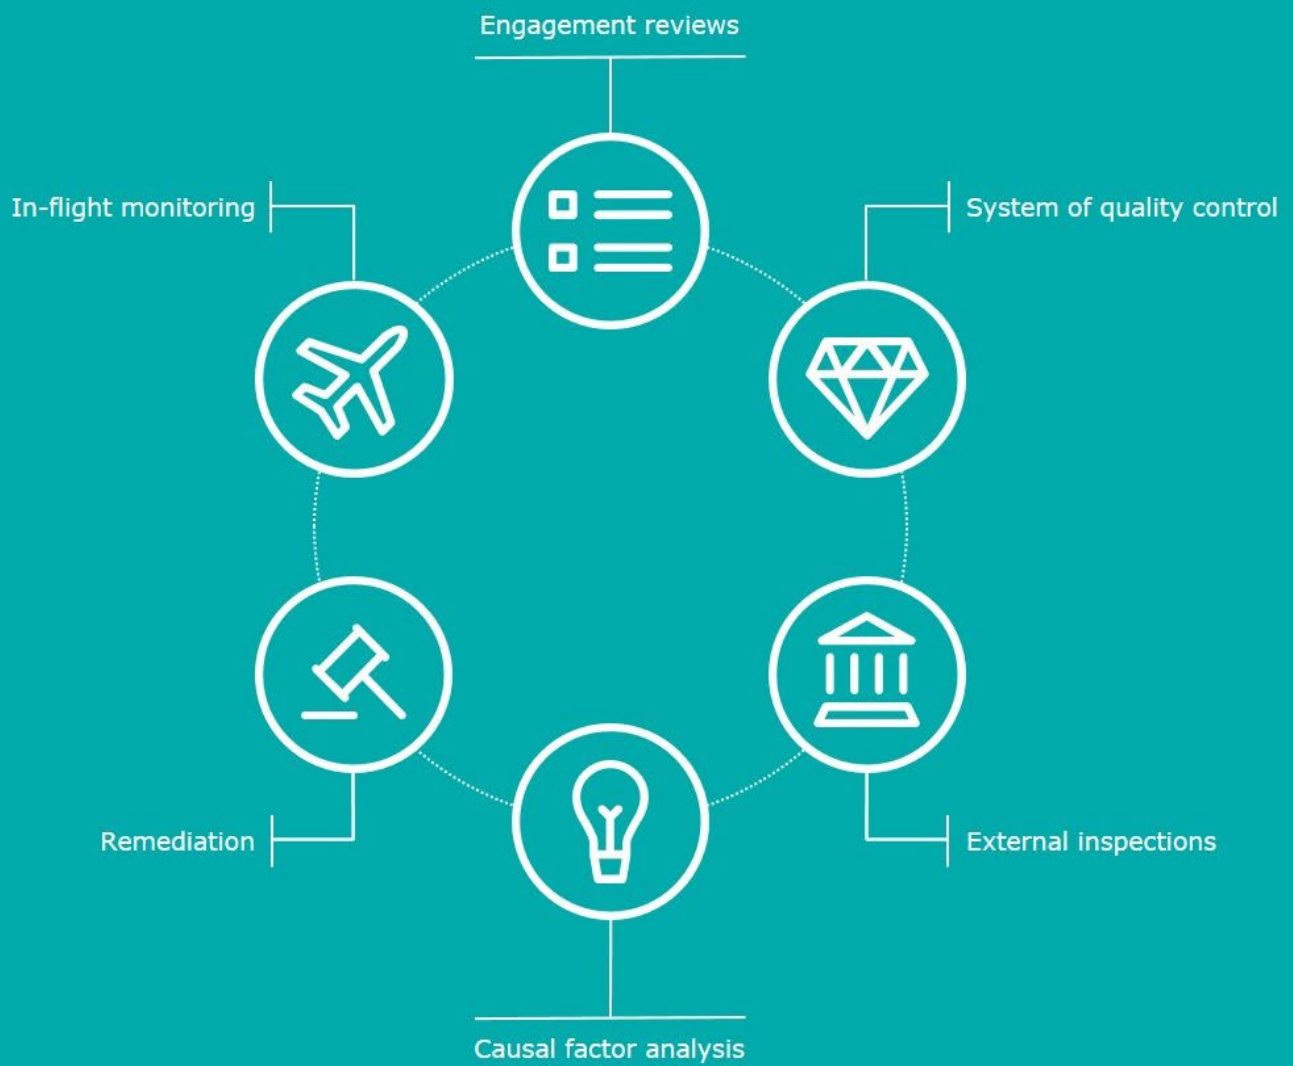 Engagement reviews
In-flight monitoring
System of quality control
Remediation
External inspections
Causal factor analysis